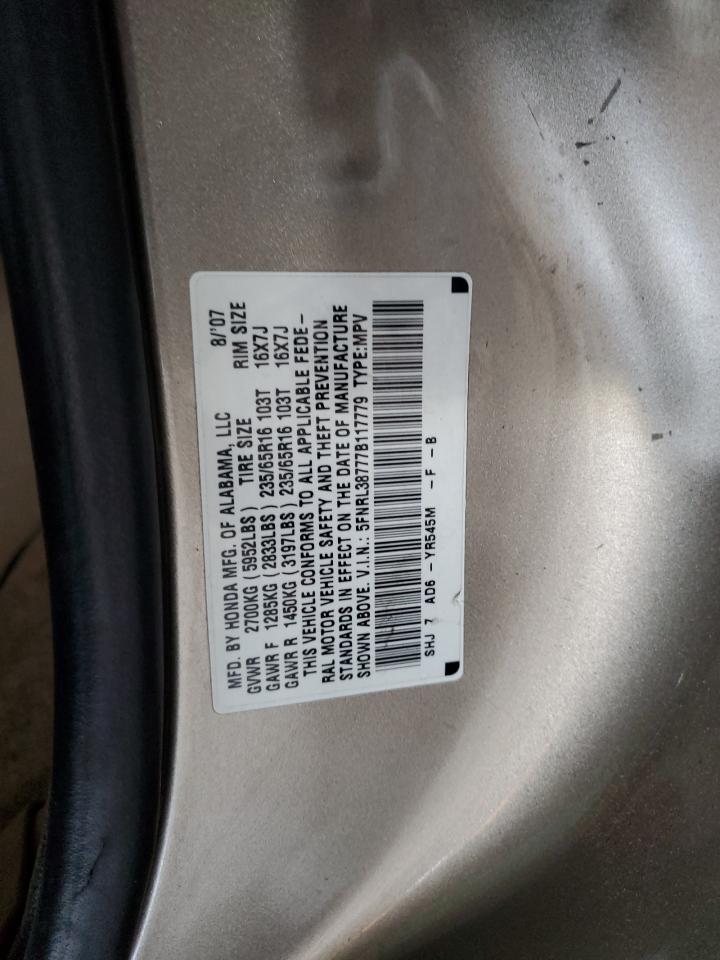 MFD. BY HONDA MFG. OF ALABAMA, LLC 8/'07
GVWR 2700KG (5952LBS) TIRE SIZE RIM SIZE
GAWR F 1285KG (2833LBS) 235/65R16 103T 16X7J
GAWR R 1450KG (3197LBS) 235/65R16 103T 16X7J
THIS VEHICLE CONFORMS TO ALL APPLICABLE FEDE-
RAL MOTOR VEHICLE SAFETY AND THEFT PREVENTION
STANDARDS IN EFFECT ON THE DATE OF MANUFACTURE
SHOWN ABOVE. V.I.N.: 5FNRL38777B117779 TYPE:MPV
SHJ 7 AD6 -YR545M -F -B